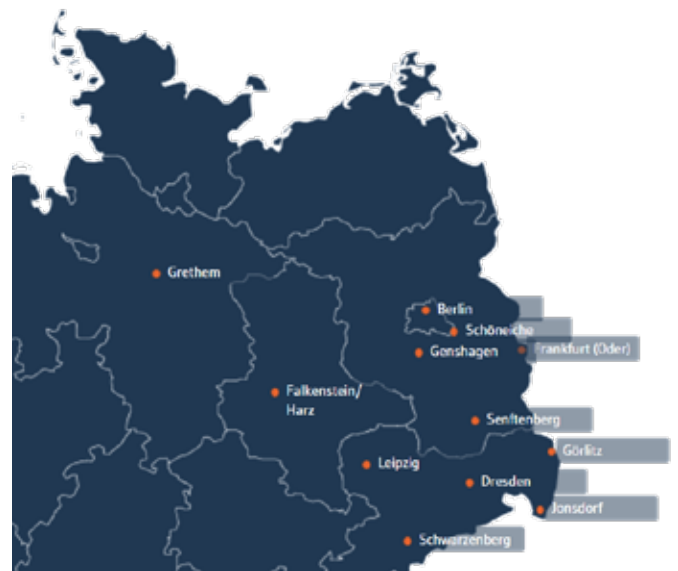 Grethem
Berlin
Schöneiche
Frankfurt (Oder)
Genshagen
Falkenstein/
Harz
Senftenberg
Görlitz
Leipzig
Dresden
Jonsdorf
Schwarzenberg